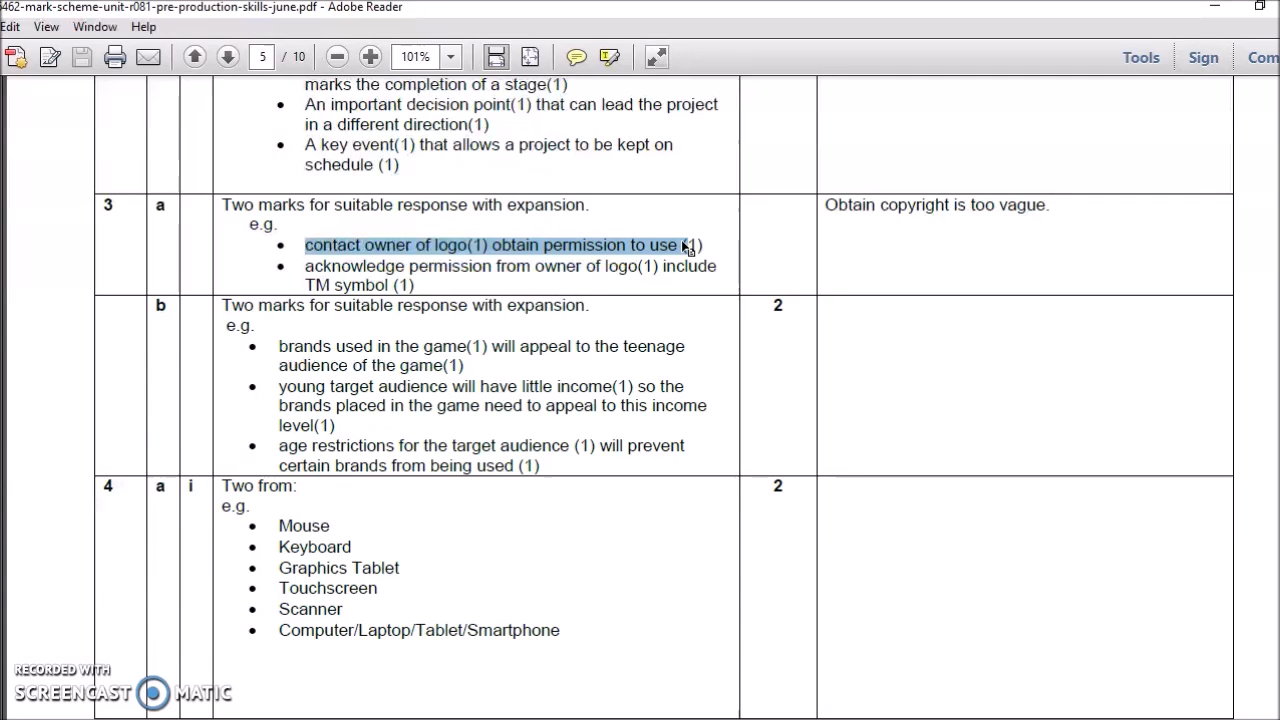 5462-mark-scheme-unit-r081-pre-production-skills-june.pdf - Adobe Reader
Edit View Window Help
5 / 10 101% Tools Sign Com
marks the completion of a stage(1)
• An important decision point(1) that can lead the project
in a different direction(1)
• A key event(1) that allows a project to be kept on
schedule (1)
3 a Two marks for suitable response with expansion. Obtain copyright is too vague.
e.g.
• contact owner of logo(1) obtain permission to use (1)
• acknowledge permission from owner of logo(1) include
TM symbol (1)
b Two marks for suitable response with expansion. 2
e.g.
• brands used in the game(1) will appeal to the teenage
audience of the game(1)
• young target audience will have little income(1) so the
brands placed in the game need to appeal to this income
level(1)
• age restrictions for the target audience (1) will prevent
certain brands from being used (1)
4 a i Two from: 2
e.g.
• Mouse
• Keyboard
• Graphics Tablet
• Touchscreen
• Scanner
• Computer/Laptop/Tablet/Smartphone
RECORDED WITH
SCREENCAST MATIC